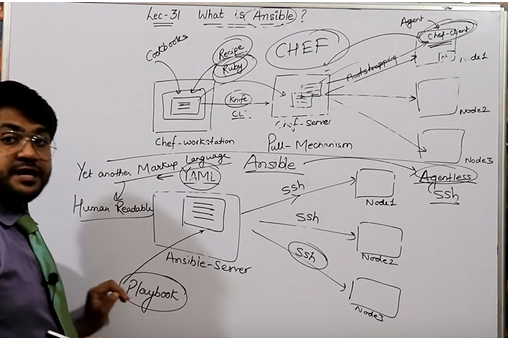 Lec-31 What is Ansible?
Agent
Cookbooks
Recipe
Ruby
CHEF
Chef-client
Bootstrapping
Node1
Knife
Chef-workstation
Chef-Server
Pull-Mechanism
Node2
Node3
Yet another Markup Language
YAML
Ansible
Agentless
SSh
Human Readable
SSh
Node1
SSh
Node2
Ansible-Server
SSh
Playbook
Node3